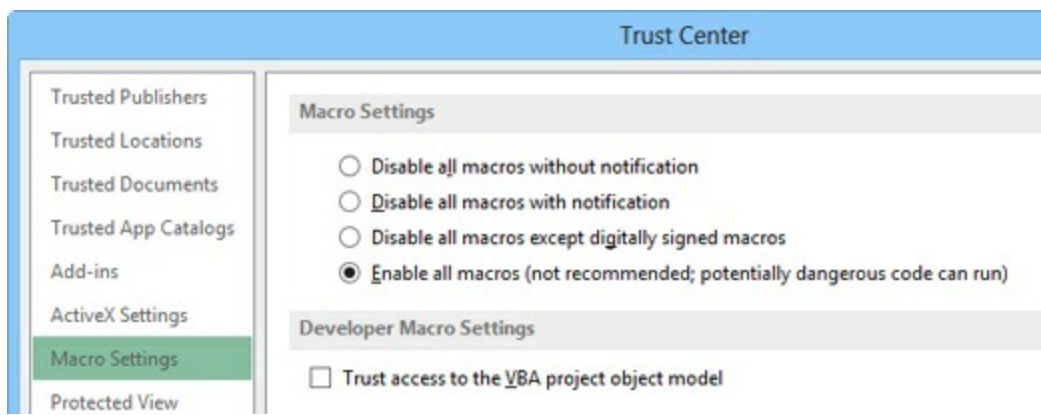 Trust Center
Trusted Publishers
Trusted Locations
Trusted Documents
Trusted App Catalogs
Add-ins
ActiveX Settings
Macro Settings
Protected View
Macro Settings
Disable all macros without notification
Disable all macros with notification
Disable all macros except digitally signed macros
Enable all macros (not recommended; potentially dangerous code can run)
Developer Macro Settings
Trust access to the VBA project object model